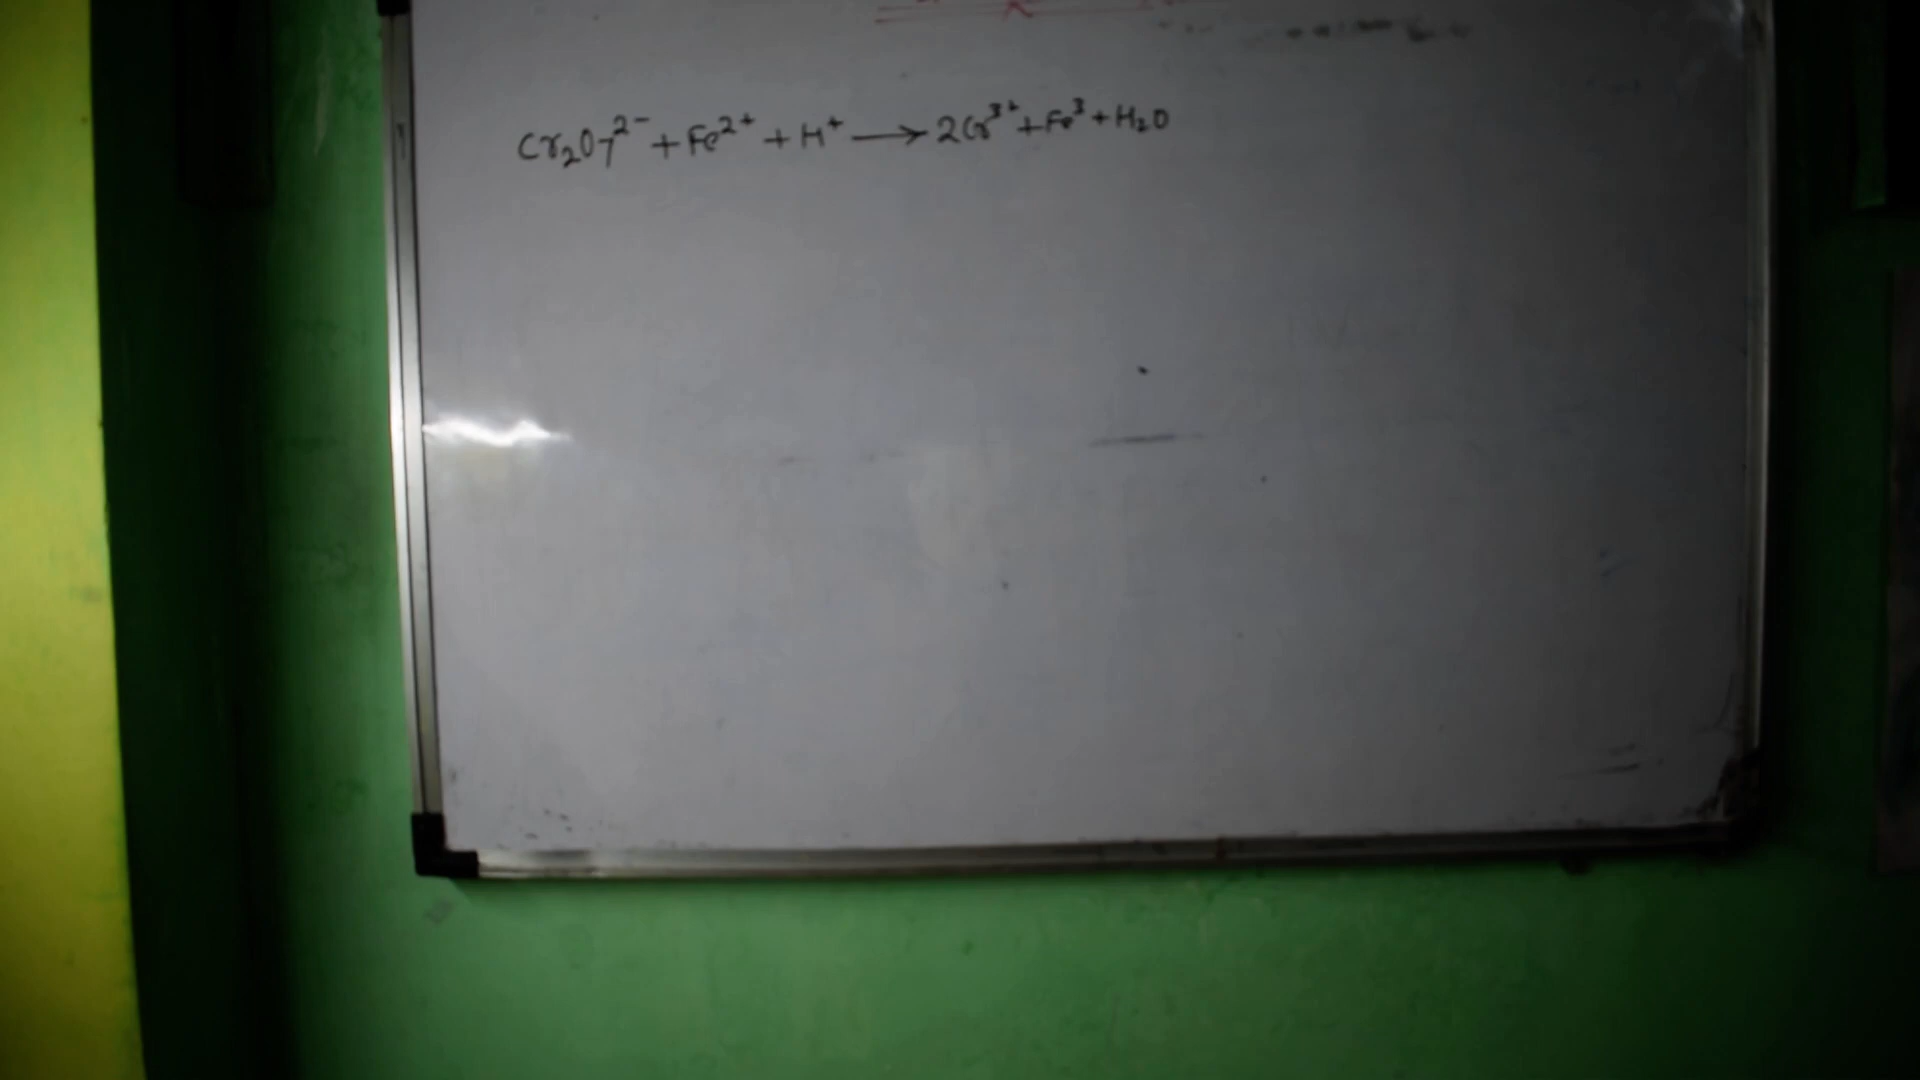 Cr₂O₇²⁻ + Fe²⁺ + H⁺ ⟶ 2Cr³⁺ + Fe³ + H₂O